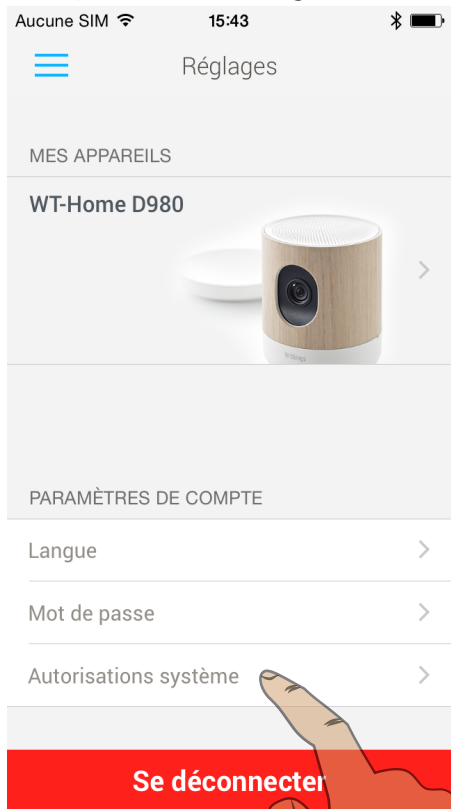 Aucune SIM 15:43
Réglages
MES APPAREILS
WT-Home D980
Withings
PARAMÈTRES DE COMPTE
Langue
Mot de passe
Autorisations système
Se déconnecter